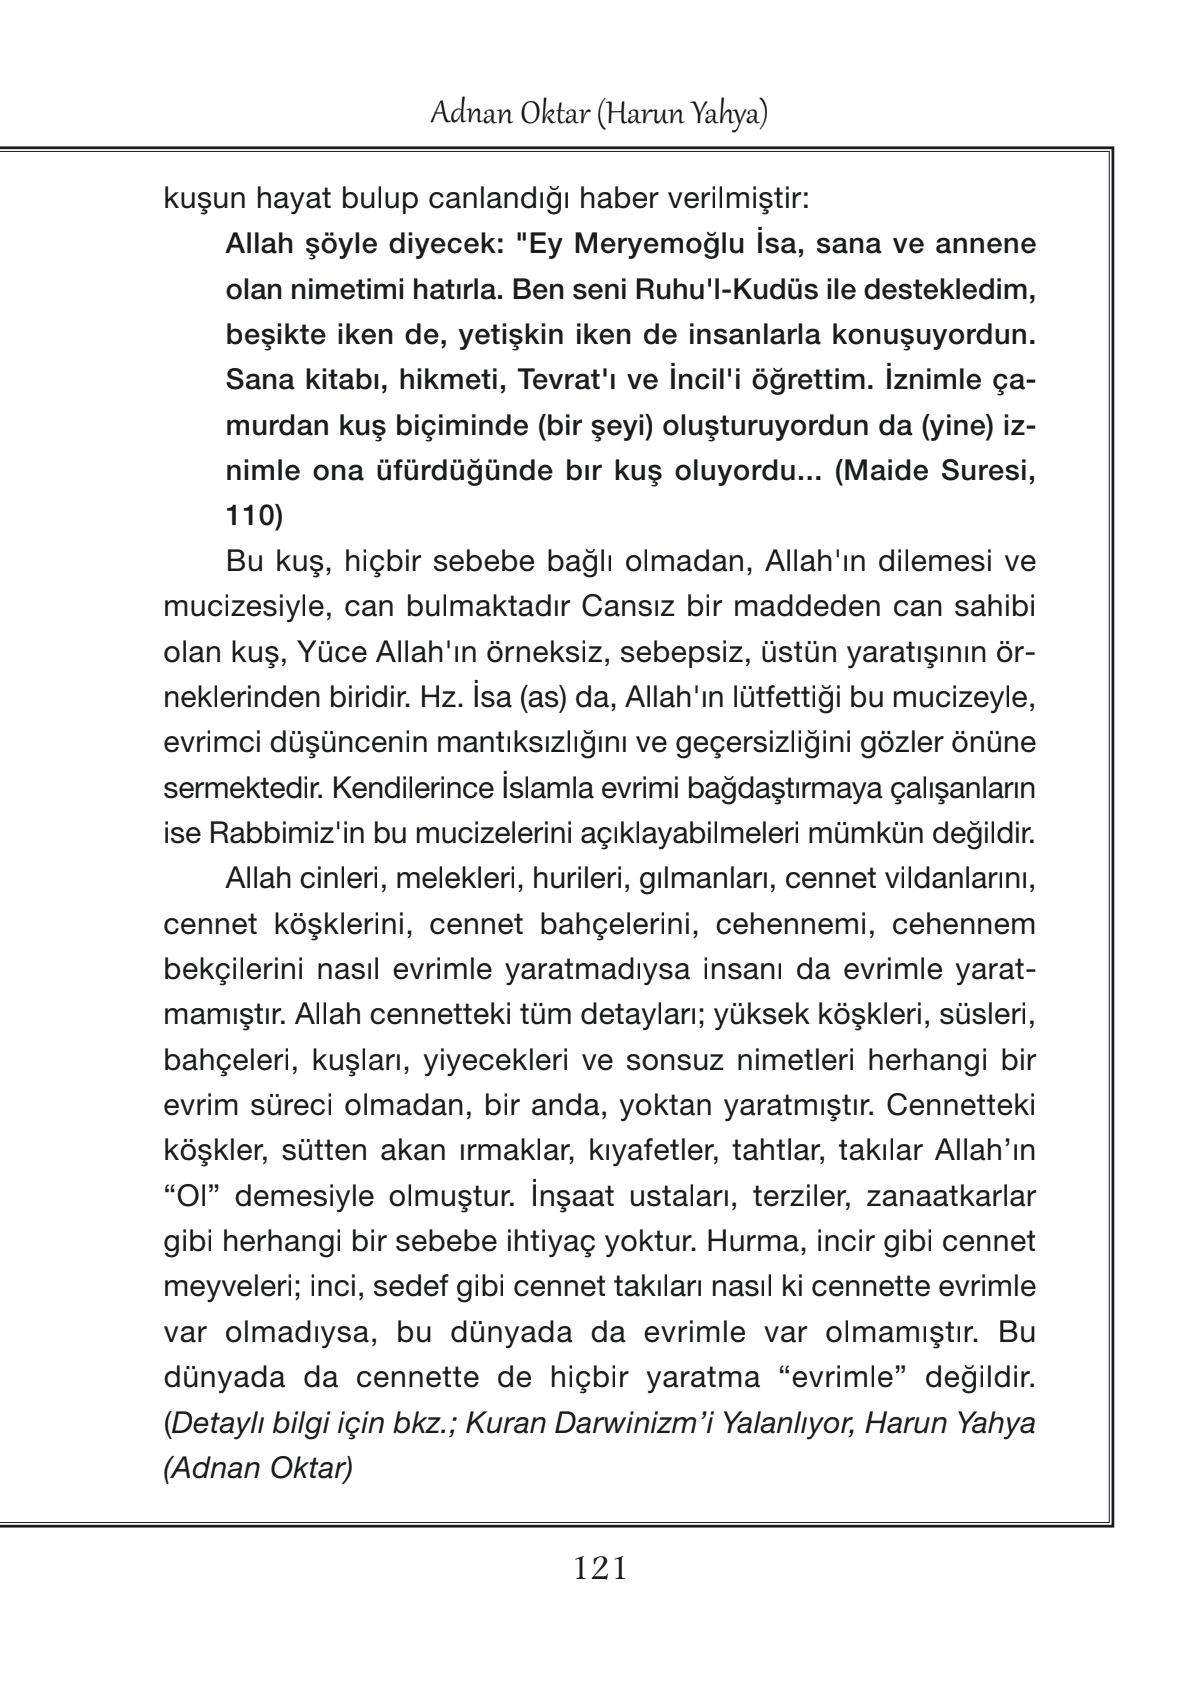 Adnan Oktar (Harun Yahya)
kuşun hayat bulup canlandığı haber verilmiştir:
Allah şöyle diyecek: "Ey Meryemoğlu İsa, sana ve annene
olan nimetimi hatırla. Ben seni Ruhu'l-Kudüs ile destekledim,
beşikte iken de, yetişkin iken de insanlarla konuşuyordun.
Sana kitabı, hikmeti, Tevrat'ı ve İncil'i öğrettim. İznimle ça-
murdan kuş biçiminde (bir şeyi) oluşturuyordun da (yine) iz-
nimle ona üfürdüğünde bır kuş oluyordu... (Maide Suresi,
110)
Bu kuş, hiçbir sebebe bağlı olmadan, Allah'ın dilemesi ve
mucizesiyle, can bulmaktadır Cansız bir maddeden can sahibi
olan kuş, Yüce Allah'ın örneksiz, sebepsiz, üstün yaratışının ör-
neklerinden biridir. Hz. İsa (as) da, Allah'ın lütfettiği bu mucizeyle,
evrimci düşüncenin mantıksızlığını ve geçersizliğini gözler önüne
sermektedir. Kendilerince İslamla evrimi bağdaştırmaya çalışanların
ise Rabbimiz'in bu mucizelerini açıklayabilmeleri mümkün değildir.
Allah cinleri, melekleri, hurileri, gılmanları, cennet vildanlarını,
cennet köşklerini, cennet bahçelerini, cehennemi, cehennem
bekçilerini nasıl evrimle yaratmadıysa insanı da evrimle yarat-
mamıştır. Allah cennetteki tüm detayları; yüksek köşkleri, süsleri,
bahçeleri, kuşları, yiyecekleri ve sonsuz nimetleri herhangi bir
evrim süreci olmadan, bir anda, yoktan yaratmıştır. Cennetteki
köşkler, sütten akan ırmaklar, kıyafetler, tahtlar, takılar Allah’ın
“Ol” demesiyle olmuştur. İnşaat ustaları, terziler, zanaatkarlar
gibi herhangi bir sebebe ihtiyaç yoktur. Hurma, incir gibi cennet
meyveleri; inci, sedef gibi cennet takıları nasıl ki cennette evrimle
var olmadıysa, bu dünyada da evrimle var olmamıştır. Bu
dünyada da cennette de hiçbir yaratma “evrimle” değildir.
(Detaylı bilgi için bkz.; Kuran Darwinizm’i Yalanlıyor, Harun Yahya
(Adnan Oktar)
121